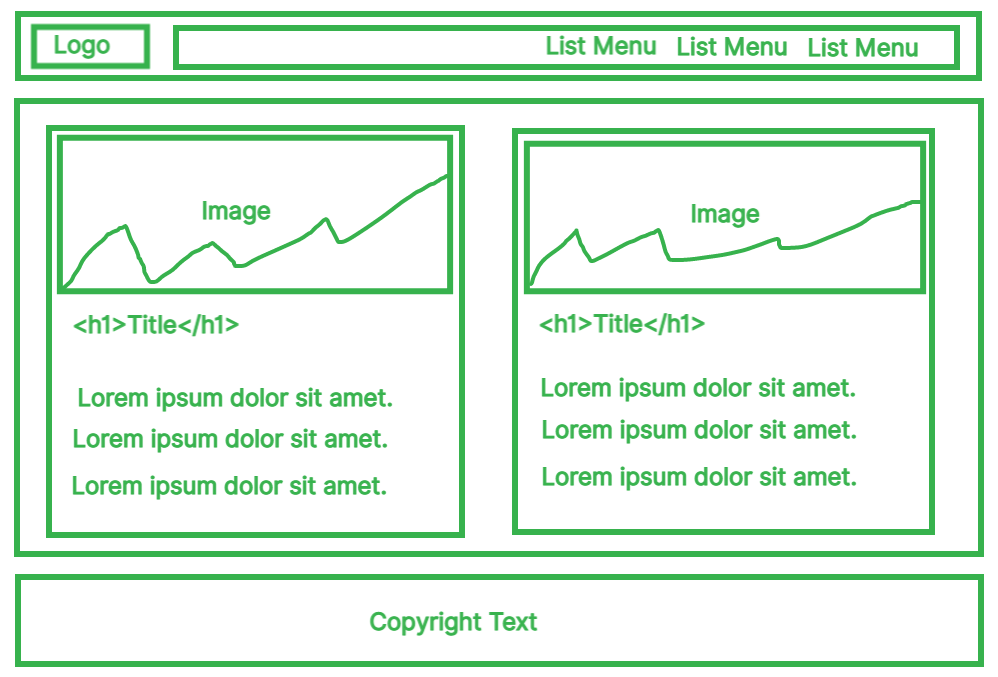 Logo
List Menu List Menu List Menu
Image
<h1>Title</h1>
Lorem ipsum dolor sit amet.
Lorem ipsum dolor sit amet.
Lorem ipsum dolor sit amet.
Image
<h1>Title</h1>
Lorem ipsum dolor sit amet.
Lorem ipsum dolor sit amet.
Lorem ipsum dolor sit amet.
Copyright Text